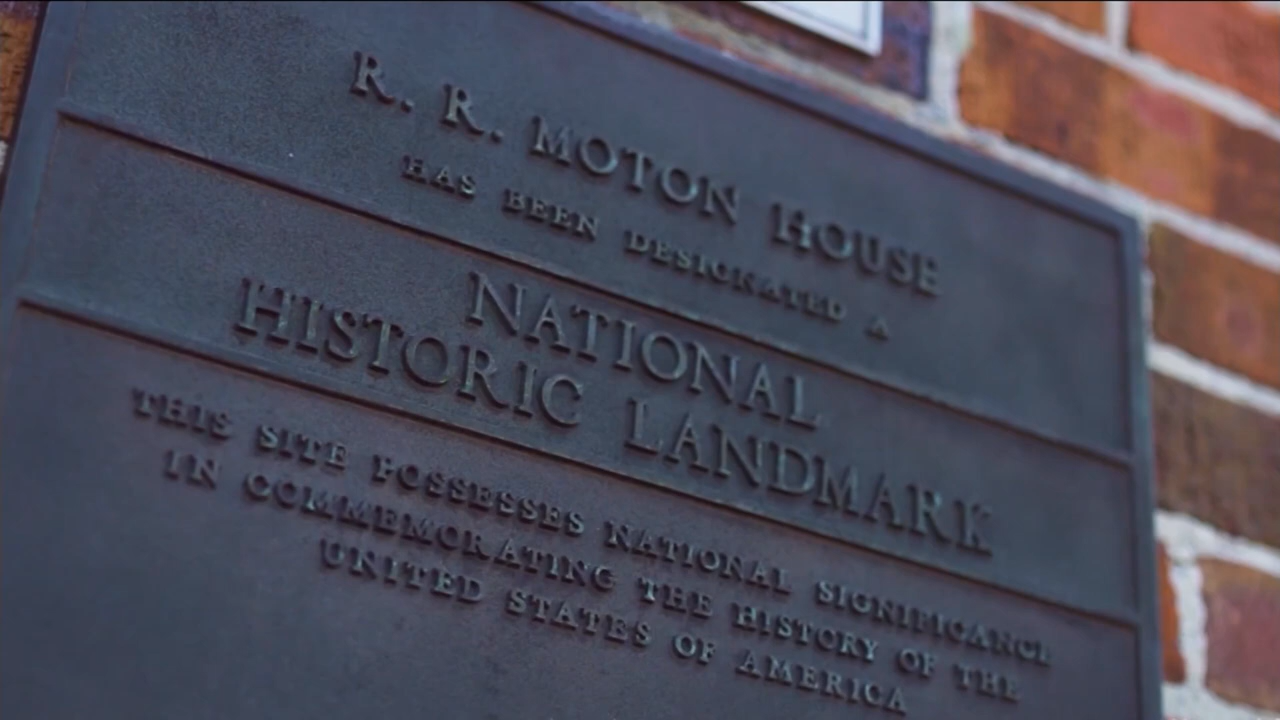 R. R. MOTON HOUSE
HAS BEEN DESIGNATED A
NATIONAL
HISTORIC LANDMARK
THIS SITE POSSESSES NATIONAL SIGNIFICANCE
IN COMMEMORATING THE HISTORY OF THE
UNITED STATES OF AMERICA